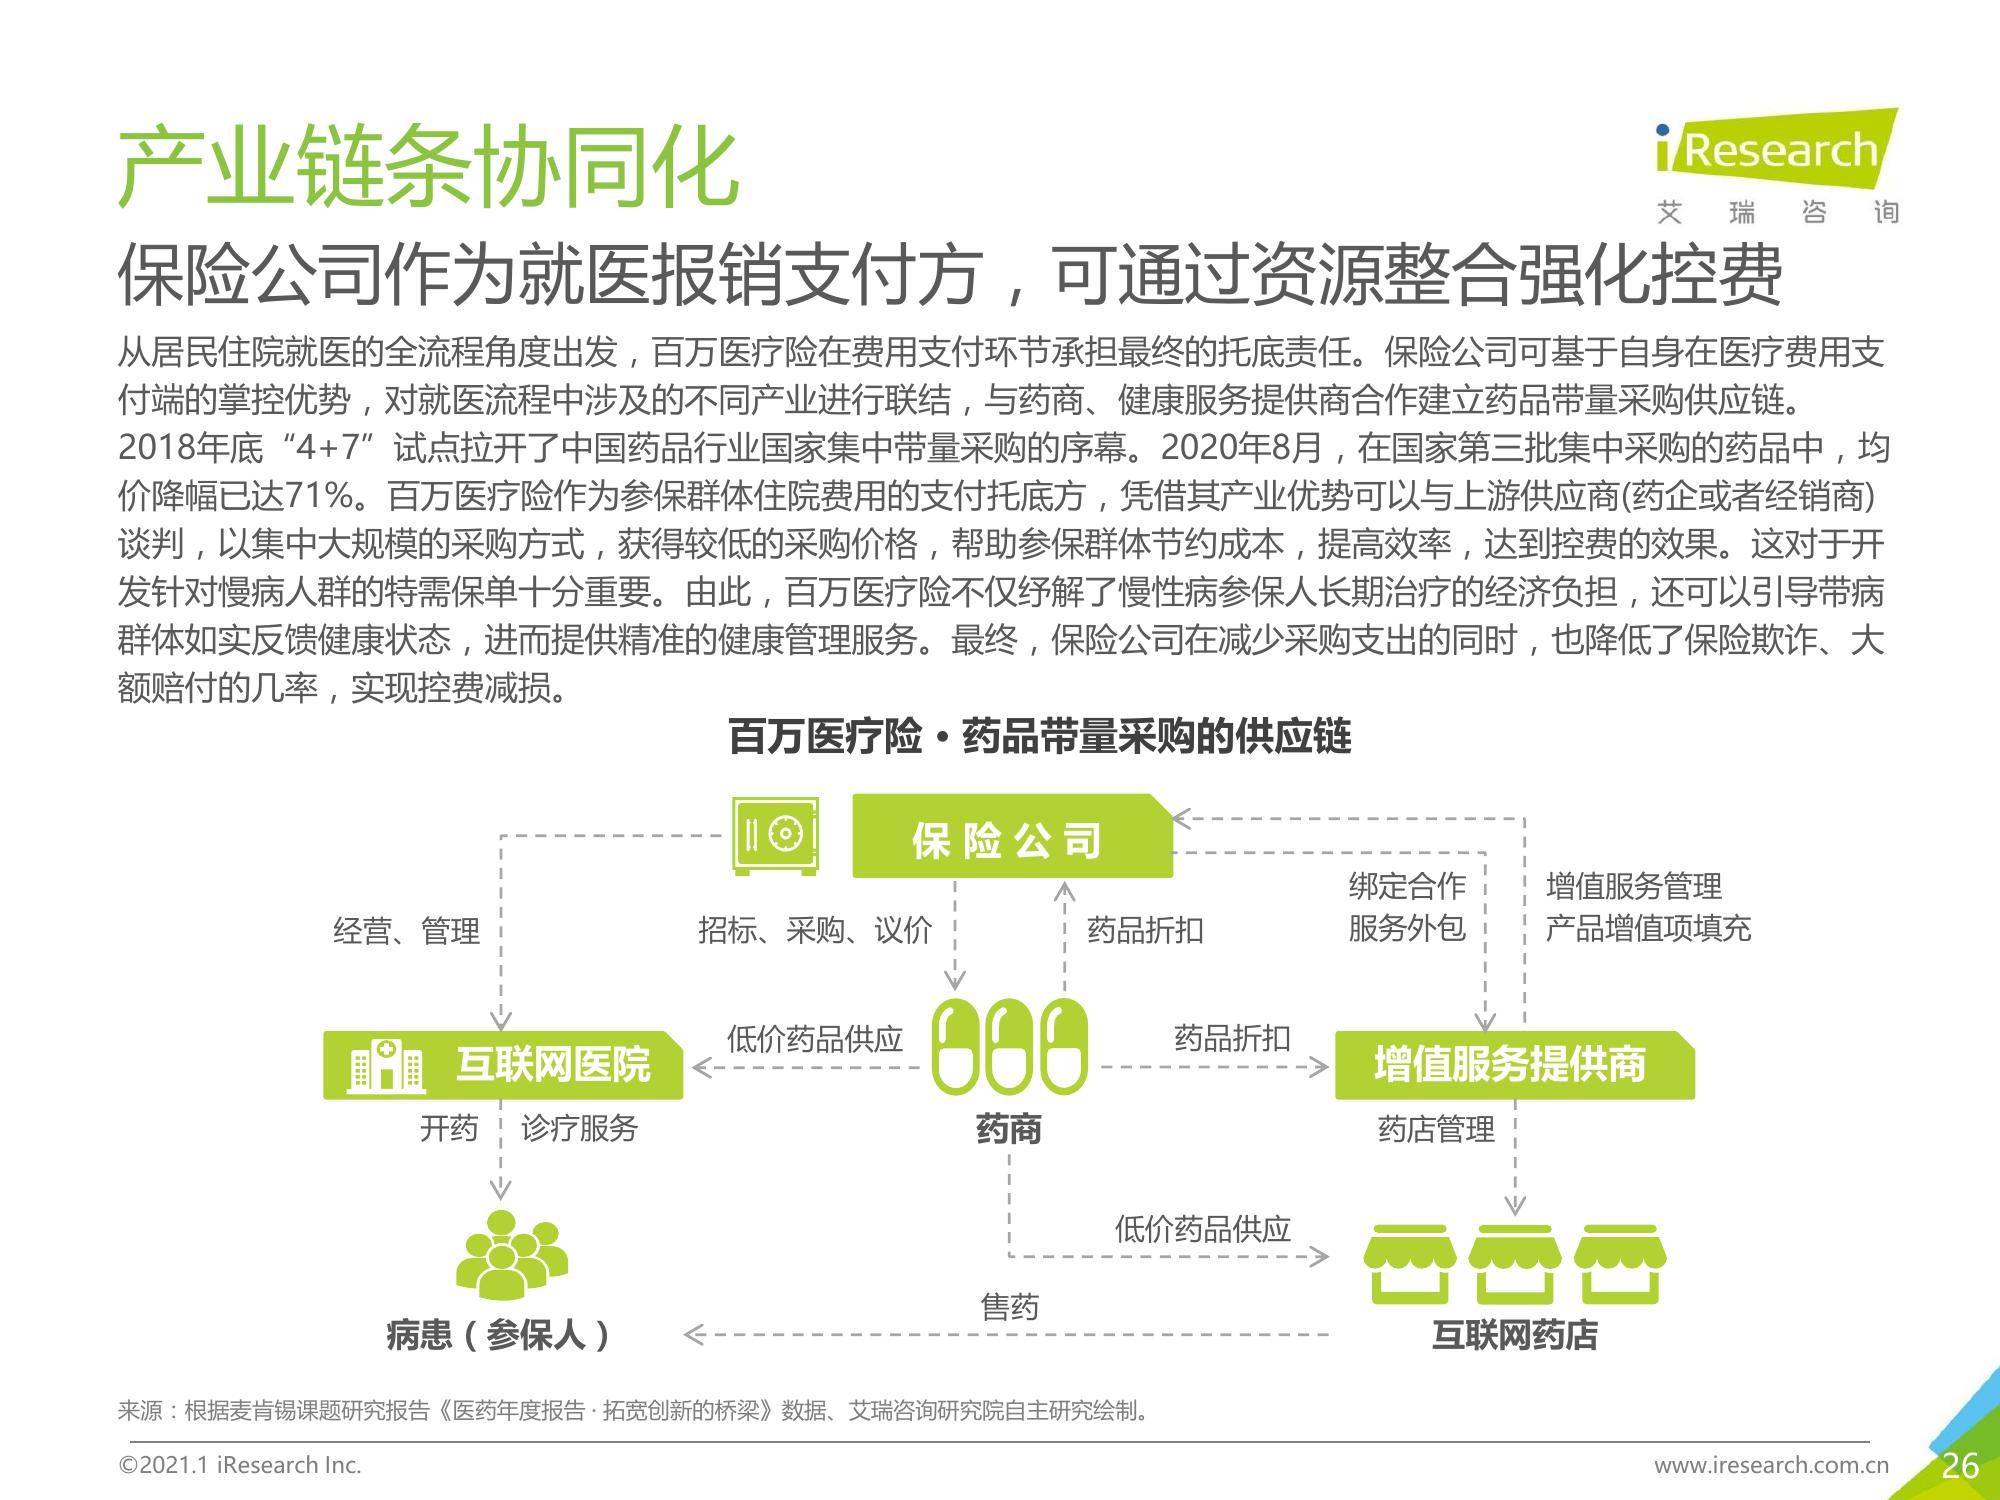 产业链条协同化
iResearch
艾瑞咨询
保险公司作为就医报销支付方，可通过资源整合强化控费
从居民住院就医的全流程角度出发，百万医疗险在费用支付环节承担最终的托底责任。保险公司可基于自身在医疗费用支
付端的掌控优势，对就医流程中涉及的不同产业进行联结，与药商、健康服务提供商合作建立药品带量采购供应链。
2018年底“4+7”试点拉开了中国药品行业国家集中带量采购的序幕。2020年8月，在国家第三批集中采购的药品中，均
价降幅已达71%。百万医疗险作为参保群体住院费用的支付托底方，凭借其产业优势可以与上游供应商(药企或者经销商)
谈判，以集中大规模的采购方式，获得较低的采购价格，帮助参保群体节约成本，提高效率，达到控费的效果。这对于开
发针对慢病人群的特需保单十分重要。由此，百万医疗险不仅纾解了慢性病参保人长期治疗的经济负担，还可以引导带病
群体如实反馈健康状态，进而提供精准的健康管理服务。最终，保险公司在减少采购支出的同时，也降低了保险欺诈、大
额赔付的几率，实现控费减损。
百万医疗险·药品带量采购的供应链
保险公司
绑定合作
服务外包
增值服务管理
产品增值项填充
经营、管理
招标、采购、议价
药品折扣
互联网医院
低价药品供应
药品折扣
增值服务提供商
开药
诊疗服务
药商
药店管理
低价药品供应
售药
病患（参保人）
互联网药店
来源：根据麦肯锡课题研究报告《医药年度报告·拓宽创新的桥梁》数据、艾瑞咨询研究院自主研究绘制。
©2021.1 iResearch Inc.
www.iresearch.com.cn
26